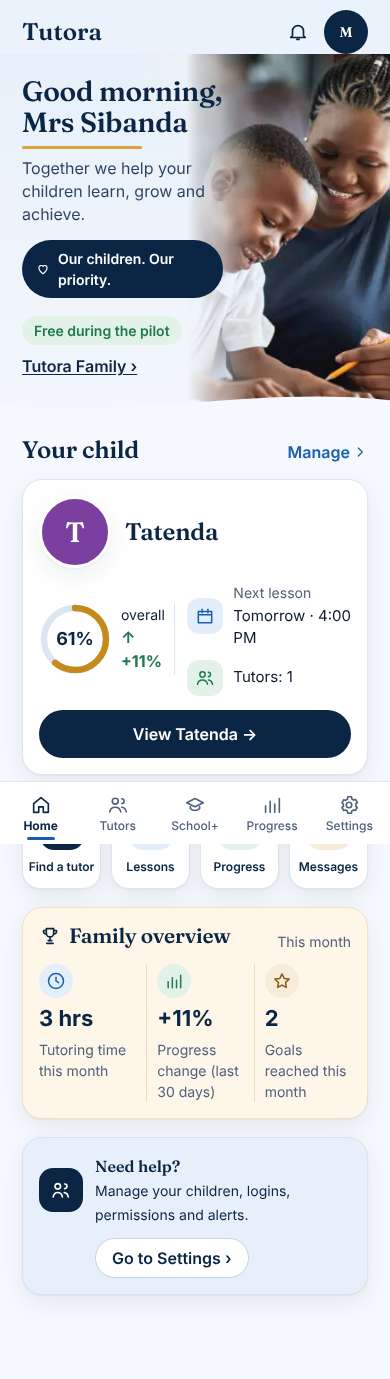 Tutora
M
Good morning,
Mrs Sibanda
Together we help your
children learn, grow and
achieve.
Our children. Our
priority.
Free during the pilot
Tutora Family ›
Your child
Manage ›
T
Tatenda
61%
overall
↑
+11%
Next lesson
Tomorrow · 4:00
PM
Tutors: 1
View Tatenda →
Home
Tutors
School+
Progress
Settings
Find a tutor
Lessons
Progress
Messages
Family overview
This month
3 hrs
Tutoring time
this month
+11%
Progress
change (last
30 days)
2
Goals
reached this
month
Need help?
Manage your children, logins,
permissions and alerts.
Go to Settings ›